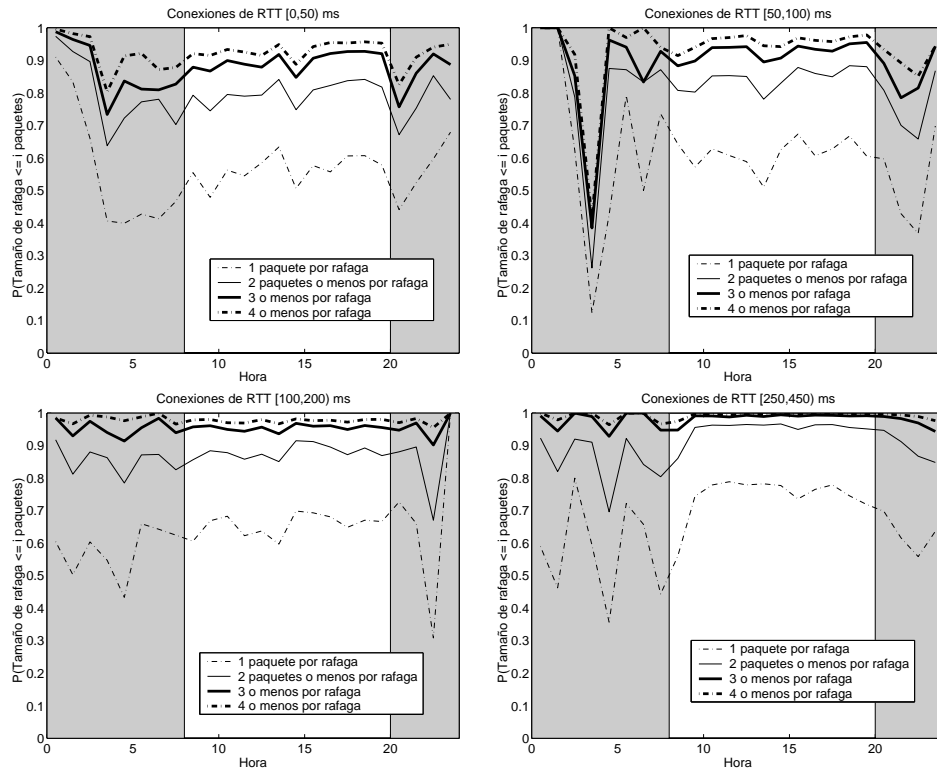 Conexiones de RTT [0,50) ms
P(Tamaño de rafaga <= i paquetes)
1
0.9
0.8
0.7
0.6
0.5
0.4
0.3
0.2
0.1
0
1 paquete por rafaga
2 paquetes o menos por rafaga
3 o menos por rafaga
4 o menos por rafaga
0 5 10 15 20
Hora
Conexiones de RTT [50,100) ms
P(Tamaño de rafaga <= i paquetes)
1
0.9
0.8
0.7
0.6
0.5
0.4
0.3
0.2
0.1
0
1 paquete por rafaga
2 paquetes o menos por rafaga
3 o menos por rafaga
4 o menos por rafaga
0 5 10 15 20
Hora
Conexiones de RTT [100,200) ms
P(Tamaño de rafaga <= i paquetes)
1
0.9
0.8
0.7
0.6
0.5
0.4
0.3
0.2
0.1
0
1 paquete por rafaga
2 paquetes o menos por rafaga
3 o menos por rafaga
4 o menos por rafaga
0 5 10 15 20
Hora
Conexiones de RTT [250,450) ms
P(Tamaño de rafaga <= i paquetes)
1
0.9
0.8
0.7
0.6
0.5
0.4
0.3
0.2
0.1
0
1 paquete por rafaga
2 paquetes o menos por rafaga
3 o menos por rafaga
4 o menos por rafaga
0 5 10 15 20
Hora